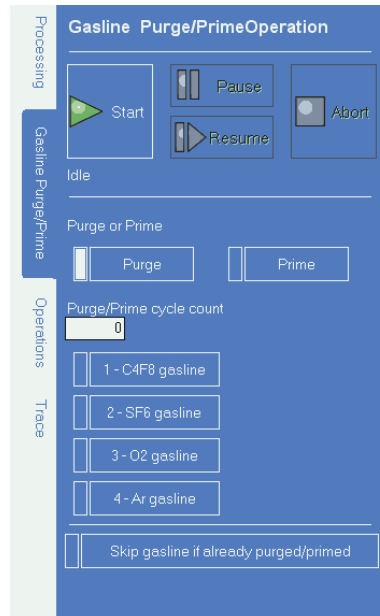 Processing
Gasline Purge/Prime
Operations
Trace
Gasline Purge/PrimeOperation
Start
Pause
Resume
Abort
Idle
Purge or Prime
Purge
Prime
Purge/Prime cycle count
0
1 - C4F8 gasline
2 - SF6 gasline
3 - O2 gasline
4 - Ar gasline
Skip gasline if already purged/primed